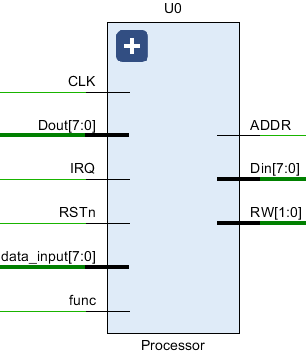 U0
CLK
Dout[7:0]
IRQ
RSTn
data_input[7:0]
func
ADDR
Din[7:0]
RW[1:0]
Processor